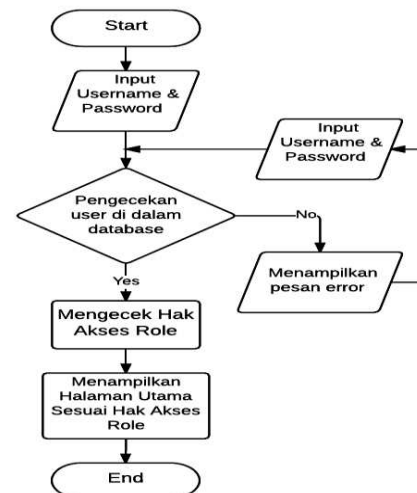 Start
Input
Username &
Password
Input
Username &
Password
Pengecekan
user di dalam
database
No
Menampilkan
pesan error
Yes
Mengecek Hak
Akses Role
Menampilkan
Halaman Utama
Sesuai Hak Akses
Role
End